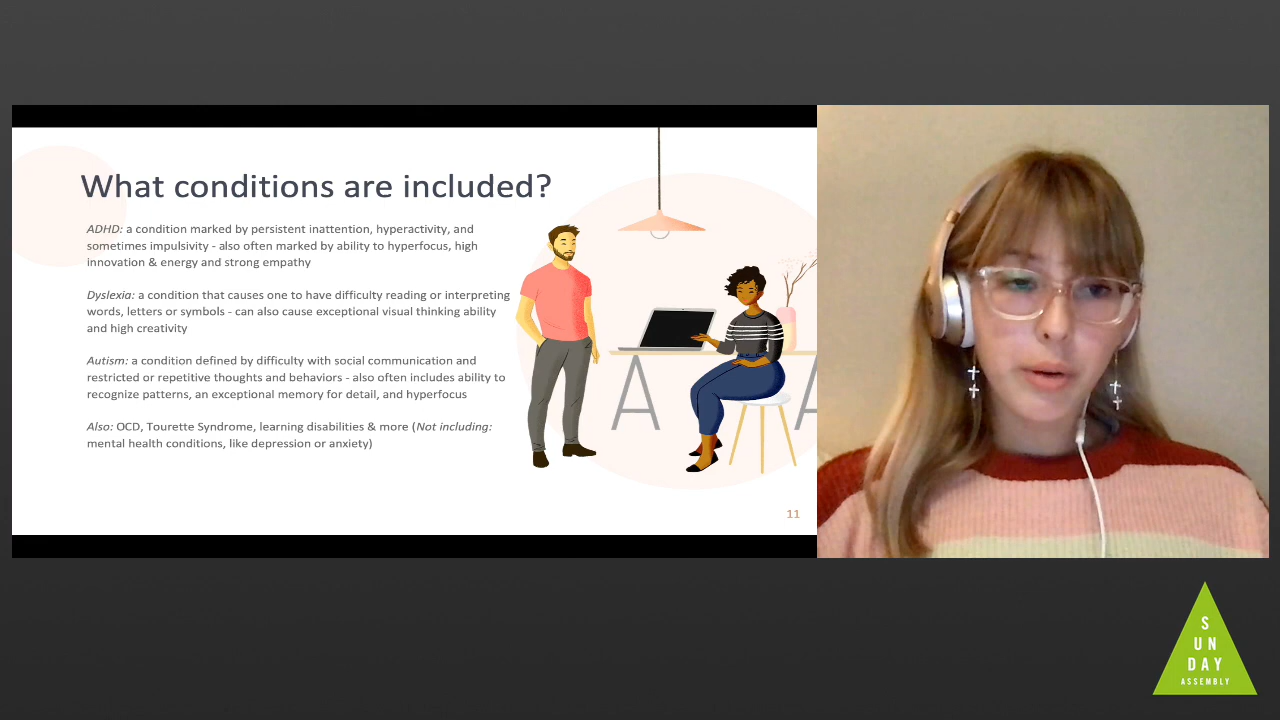 What conditions are included?
ADHD: a condition marked by persistent inattention, hyperactivity, and
sometimes impulsivity - also often marked by ability to hyperfocus, high
innovation & energy and strong empathy
Dyslexia: a condition that causes one to have difficulty reading or interpreting
words, letters or symbols - can also cause exceptional visual thinking ability
and high creativity
Autism: a condition defined by difficulty with social communication and
restricted or repetitive thoughts and behaviors - also often includes ability to
recognize patterns, an exceptional memory for detail, and hyperfocus
Also: OCD, Tourette Syndrome, learning disabilities & more (Not including:
mental health conditions, like depression or anxiety)
11
S
UN
DAY
ASSEMBLY